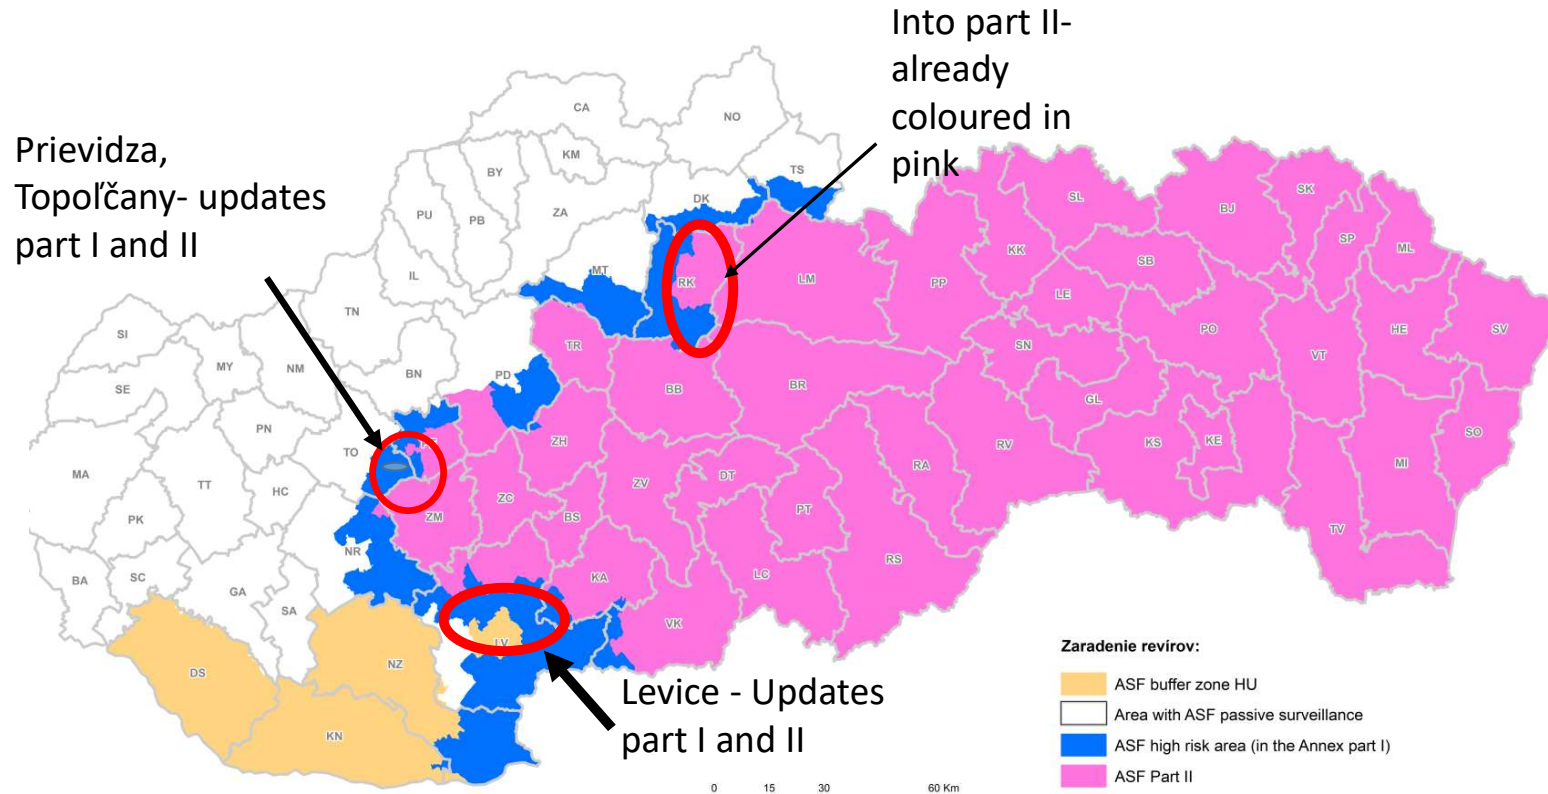 Into part II-
already
coloured in
pink
Prievidza,
Topoľčany- updates
part I and II
CA
NO
KM
BY
TS
DK
ZA
PU
PB
SL
SK
BJ
SP
ML
KK
SB
IL
MT
RK
LM
PP
LE
TN
SI
PO
HE
SV
VT
SN
TR
MY
NM
BN
PD
SE
BB
BR
GL
PN
TO
ZH
RV
KS
KE
SO
MA
TT
HC
ZC
ZV
DT
RA
MI
PK
ZM
BS
PT
TV
NR
RS
BA
SC
GA
SA
KA
LC
VK
LV
DS
NZ
KN
Levice - Updates
part I and II
Zaradenie revírov:
ASF buffer zone HU
Area with ASF passive surveillance
ASF high risk area (in the Annex part I)
ASF Part II
0 15 30 60 Km